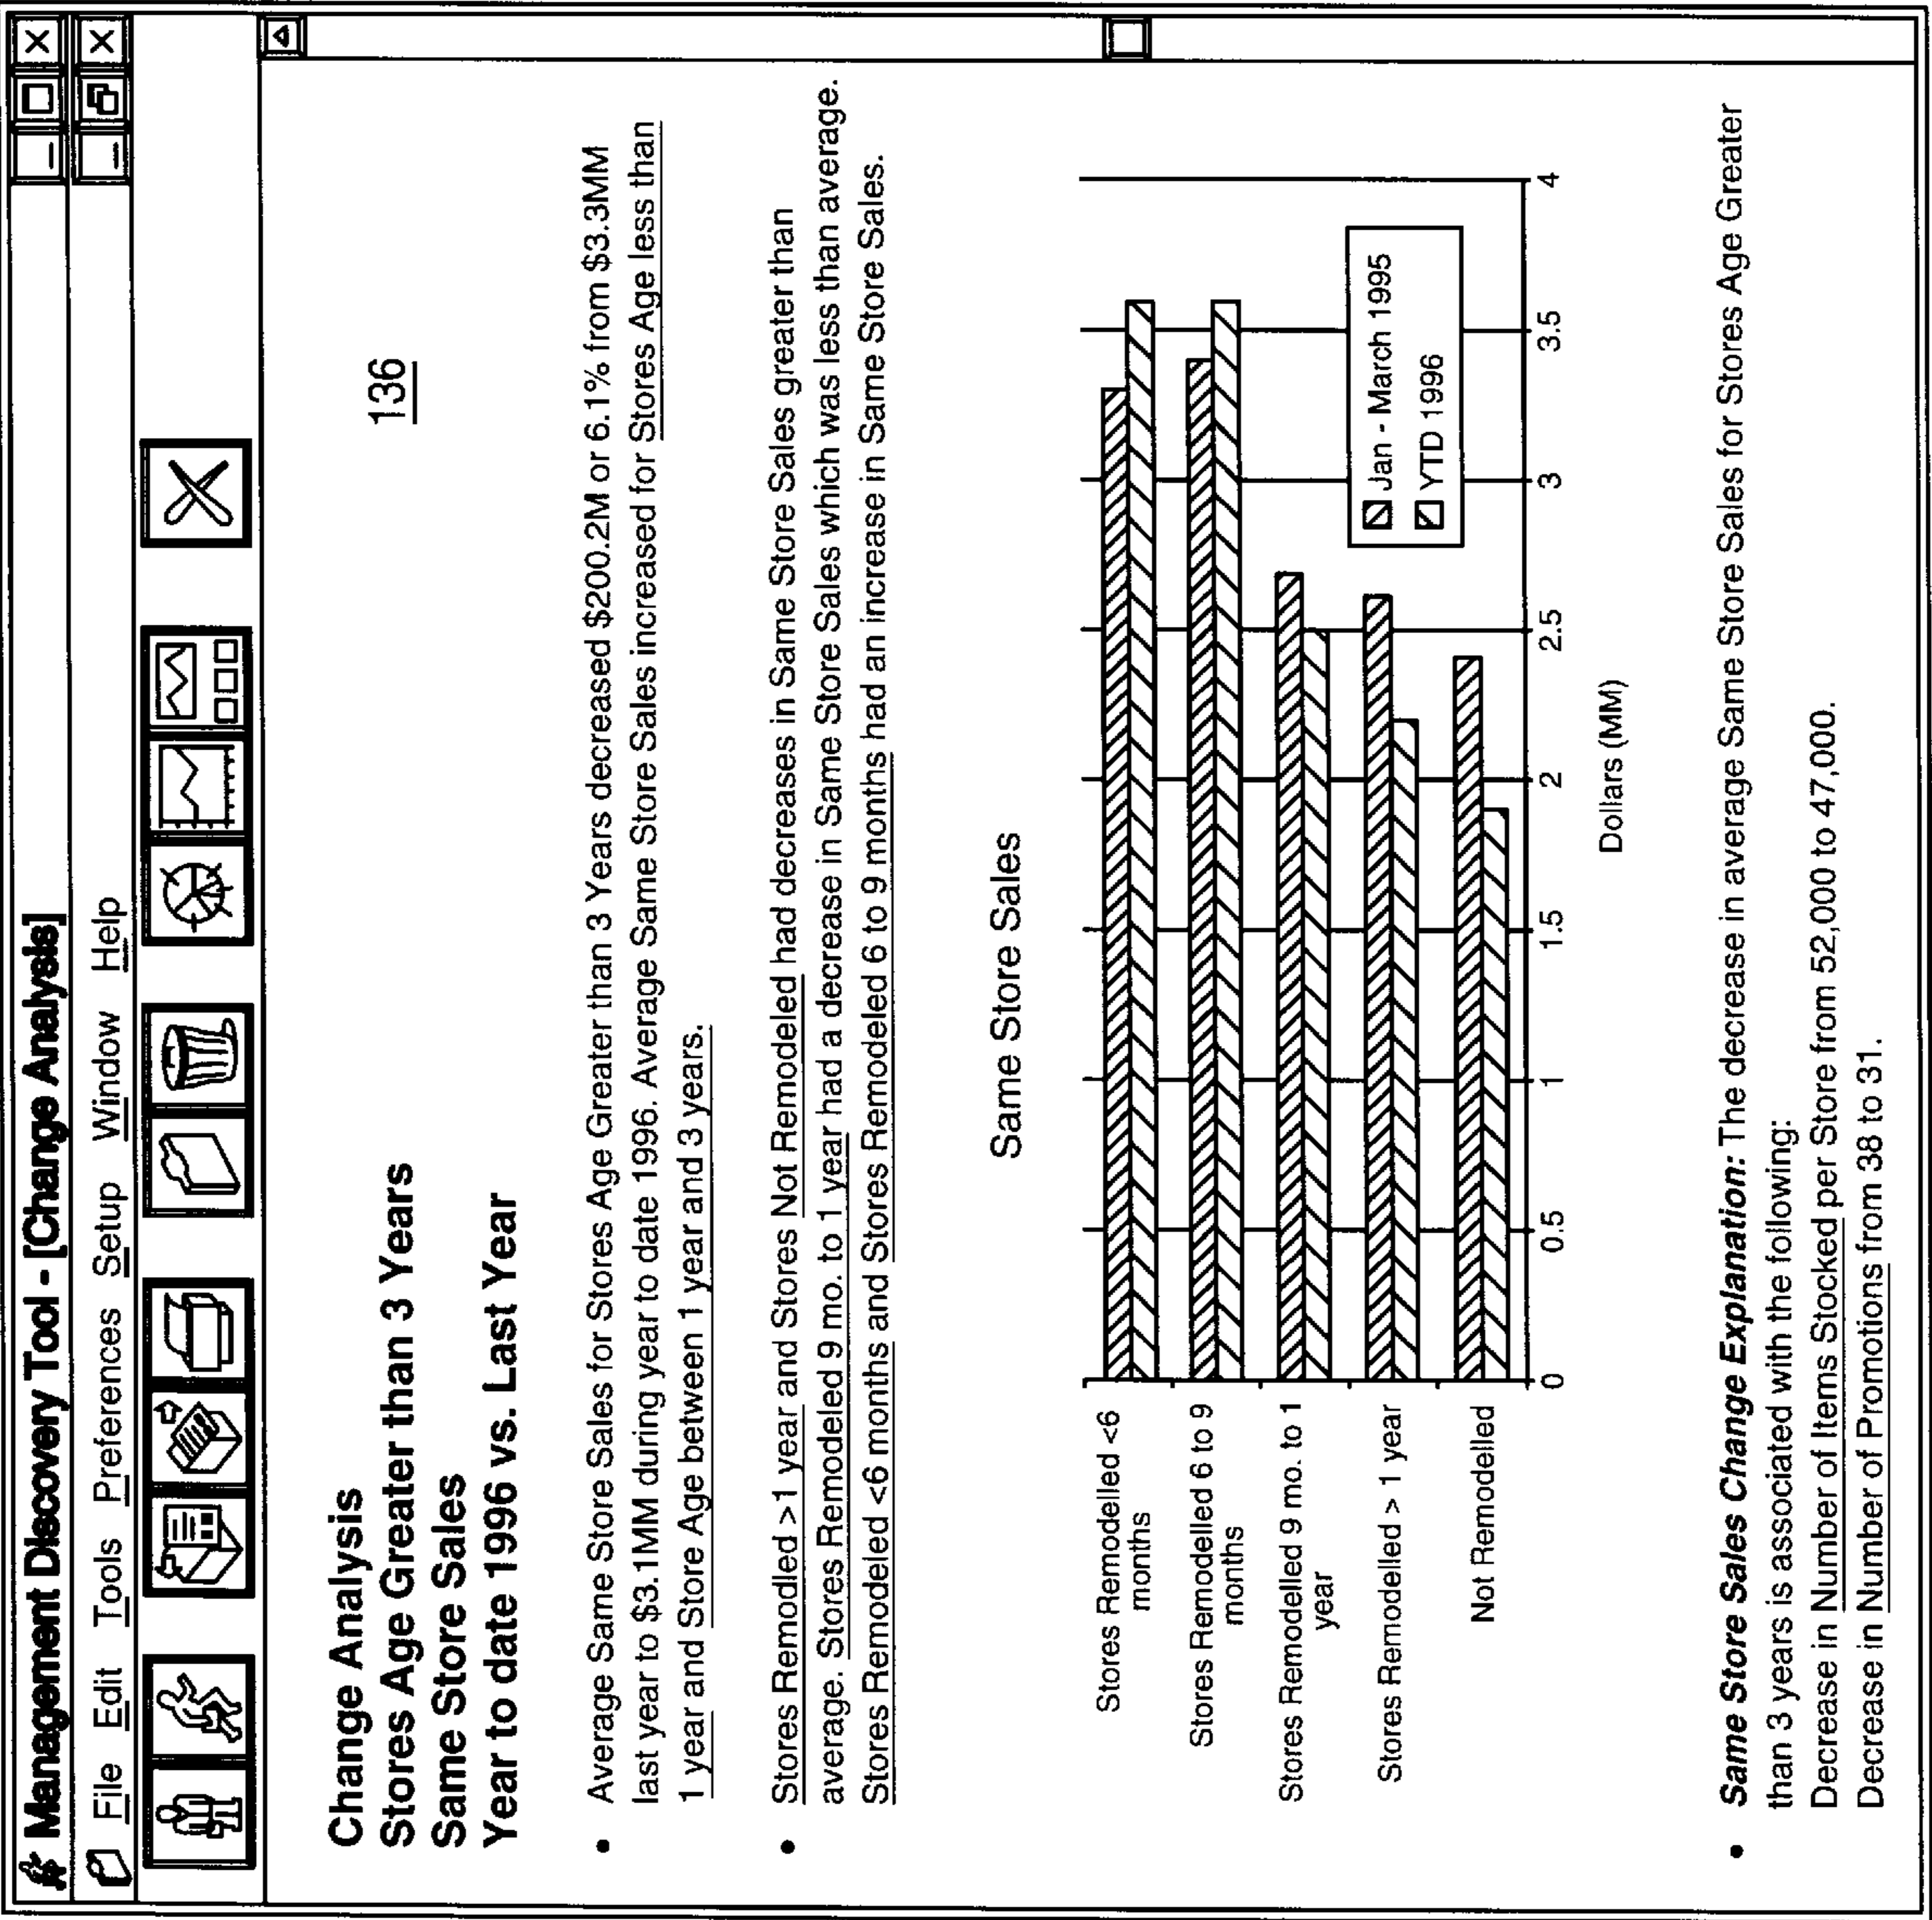 Management Discovery Tool - [Change Analysis]
File Edit Tools Preferences Setup Window Help
136
Change Analysis
Stores Age Greater than 3 Years
Same Store Sales
Year to date 1996 vs. Last Year
• Average Same Store Sales for Stores Age Greater than 3 Years decreased $200.2M or 6.1% from $3.3MM
last year to $3.1MM during year to date 1996. Average Same Store Sales increased for Stores Age less than
1 year and Store Age between 1 year and 3 years.
• Stores Remodled >1 year and Stores Not Remodeled had decreases in Same Store Sales greater than
average. Stores Remodeled 9 mo. to 1 year had a decrease in Same Store Sales which was less than average.
Stores Remodeled <6 months and Stores Remodeled 6 to 9 months had an increase in Same Store Sales.
Same Store Sales
Stores Remodelled <6
months
Stores Remodelled 6 to 9
months
Stores Remodelled 9 mo. to 1
year
Stores Remodelled > 1 year
Not Remodelled
Jan - March 1995
YTD 1996
0 0.5 1 1.5 2 2.5 3 3.5 4
Dollars (MM)
• Same Store Sales Change Explanation: The decrease in average Same Store Sales for Stores Age Greater
than 3 years is associated with the following:
Decrease in Number of Items Stocked per Store from 52,000 to 47,000.
Decrease in Number of Promotions from 38 to 31.